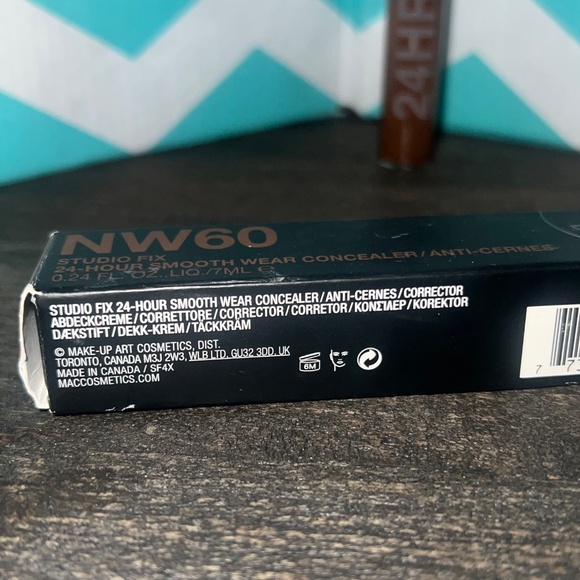 24HR
NW60
STUDIO FIX
24-HOUR SMOOTH WEAR CONCEALER/ANTI-CERNES
0.24 FL OZ. LIQ./7ML ℮
STUDIO FIX 24-HOUR SMOOTH WEAR CONCEALER/ANTI-CERNES/CORRECTOR
ABDECKCREME/CORRETTORE/CORRECTOR/CORRETOR/ΚΟΝΣΙΛΕΡ/KOREKTOR
DÆKSTIFT/DEKK-KREM/TÄCKKRÄM
© MAKE-UP ART COSMETICS, DIST.
TORONTO, CANADA M3J 2W3, WLB LTD, GU32 3DD, UK
MADE IN CANADA / SF4X
MACCOSMETICS.COM
6M
7